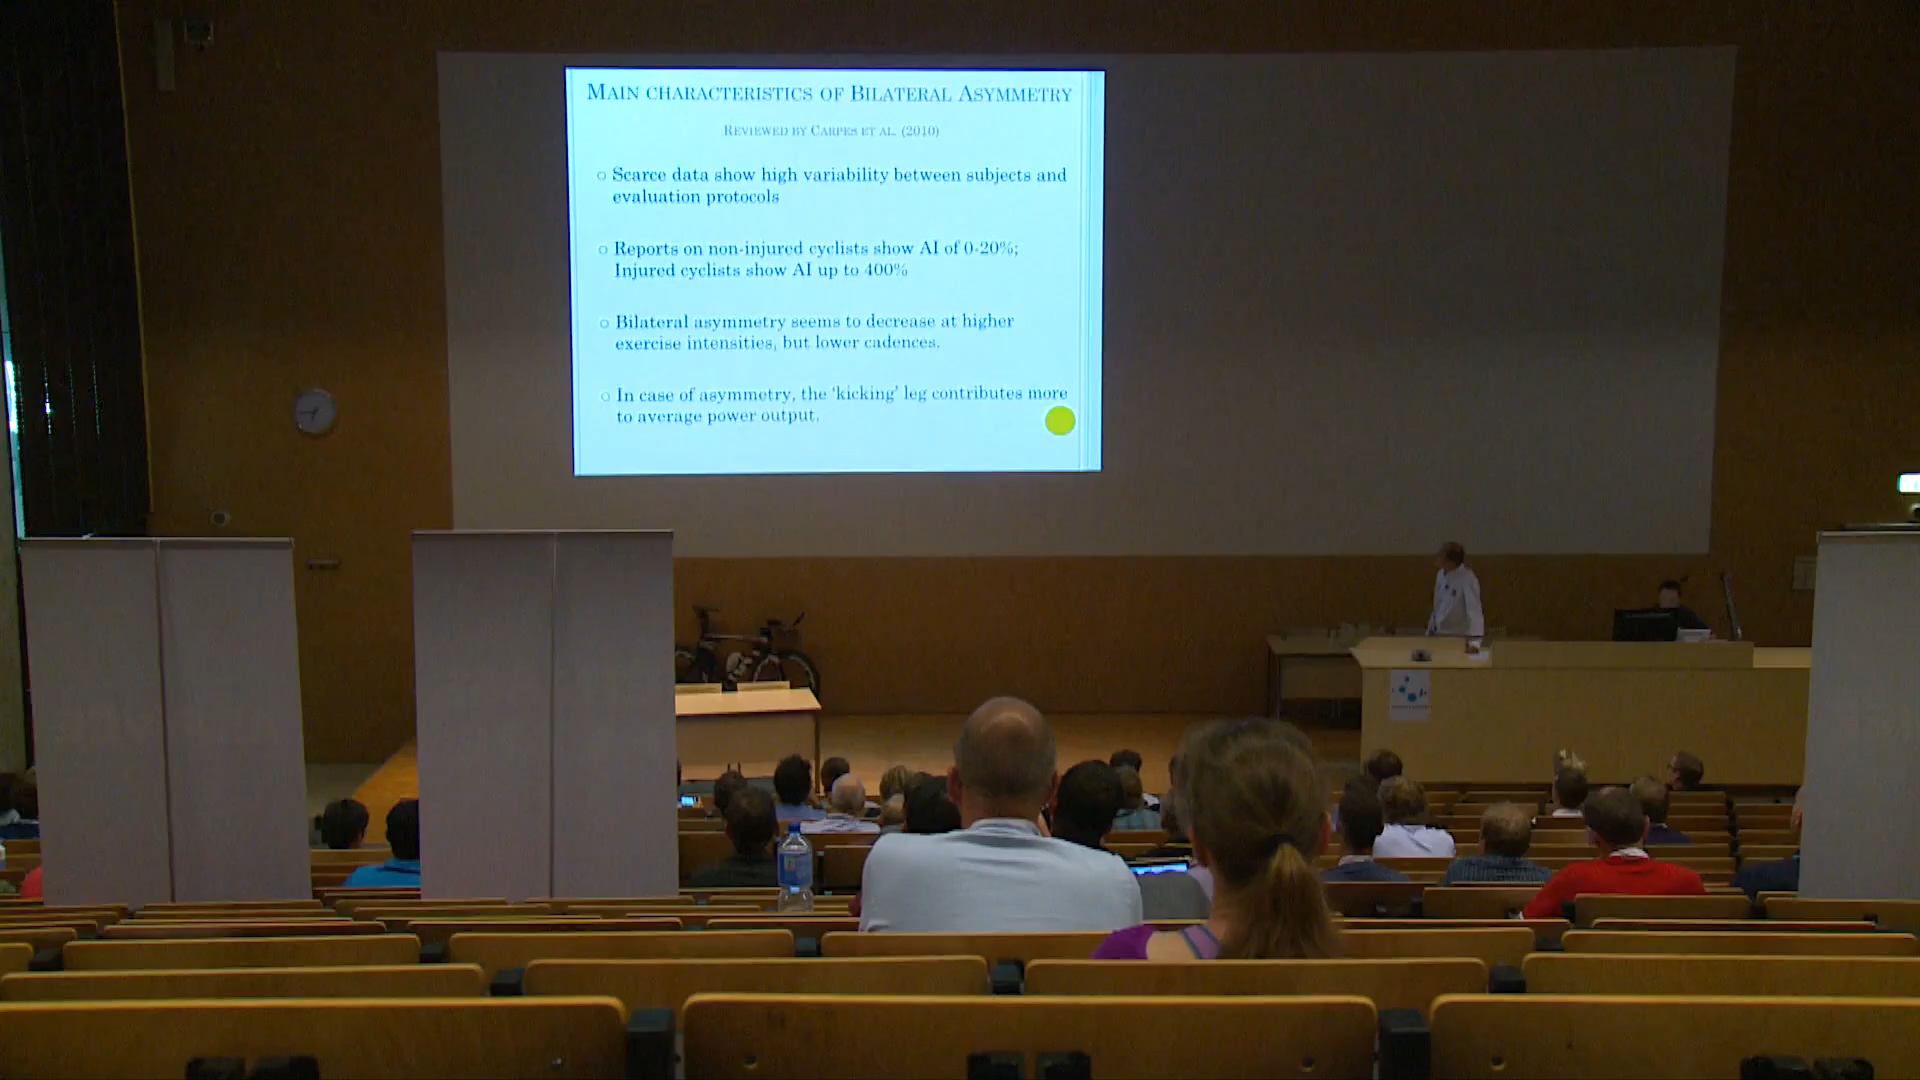 MAIN CHARACTERISTICS OF BILATERAL ASYMMETRY
REVIEWED BY CARPES ET AL. (2010)
○ Scarce data show high variability between subjects and
evaluation protocols
○ Reports on non-injured cyclists show AI of 0-20%;
Injured cyclists show AI up to 400%
○ Bilateral asymmetry seems to decrease at higher
exercise intensities, but lower cadences.
○ In case of asymmetry, the 'kicking' leg contributes more
to average power output.